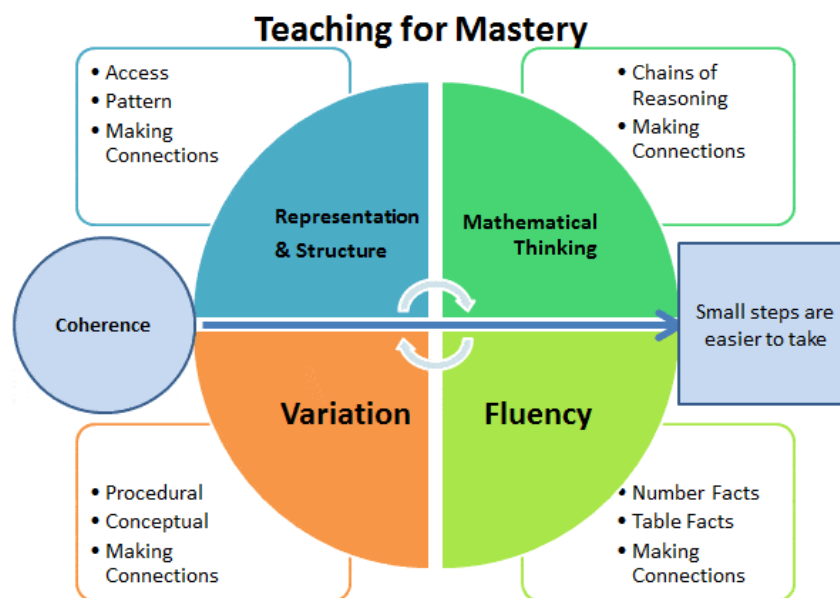 Teaching for Mastery
• Access
• Pattern
• Making
Connections
• Chains of
Reasoning
• Making
Connections
Representation
& Structure
Mathematical
Thinking
Coherence
Small steps are
easier to take
Variation
Fluency
• Procedural
• Conceptual
• Making
Connections
• Number Facts
• Table Facts
• Making
Connections